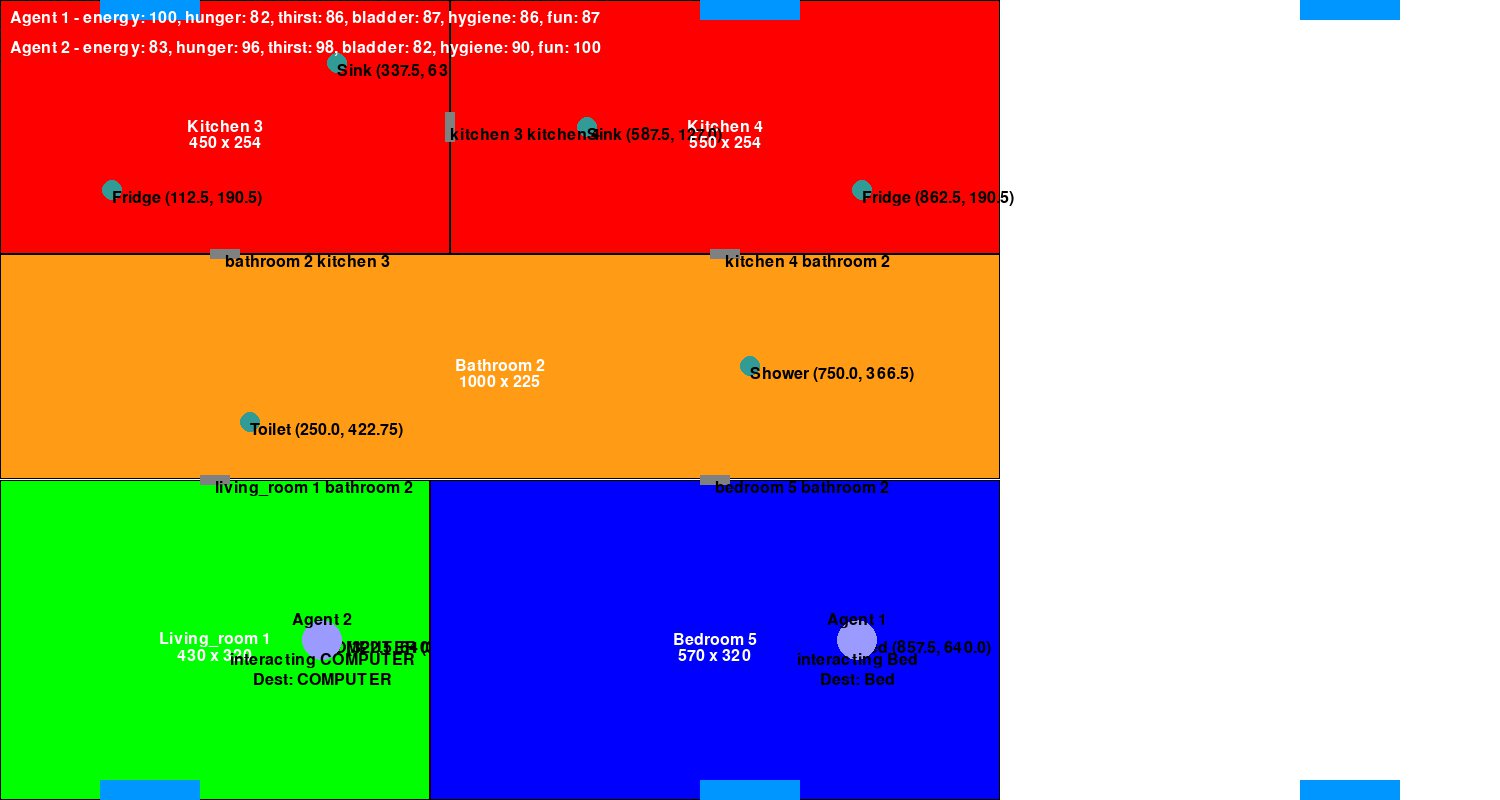 Agent 1 - energy: 100, hunger: 82, thirst: 86, bladder: 87, hygiene: 86, fun: 87
Agent 2 - energy: 83, hunger: 96, thirst: 98, bladder: 82, hygiene: 90, fun: 100
Sink (337.5, 63
Kitchen 3
450 x 254
kitchen 3 kitchen 4
Sink (587.5, 127.0)
Kitchen 4
550 x 254
Fridge (112.5, 190.5)
Fridge (862.5, 190.5)
bathroom 2 kitchen 3
kitchen 4 bathroom 2
Bathroom 2
1000 x 225
Shower (750.0, 366.5)
Toilet (250.0, 422.75)
living_room 1 bathroom 2
bedroom 5 bathroom 2
Agent 2
Living_room 1
430 x 320
interacting COMPUTER
Dest: COMPUTER
Agent 1
Bedroom 5
570 x 320
(857.5, 640.0)
interacting Bed
Dest: Bed